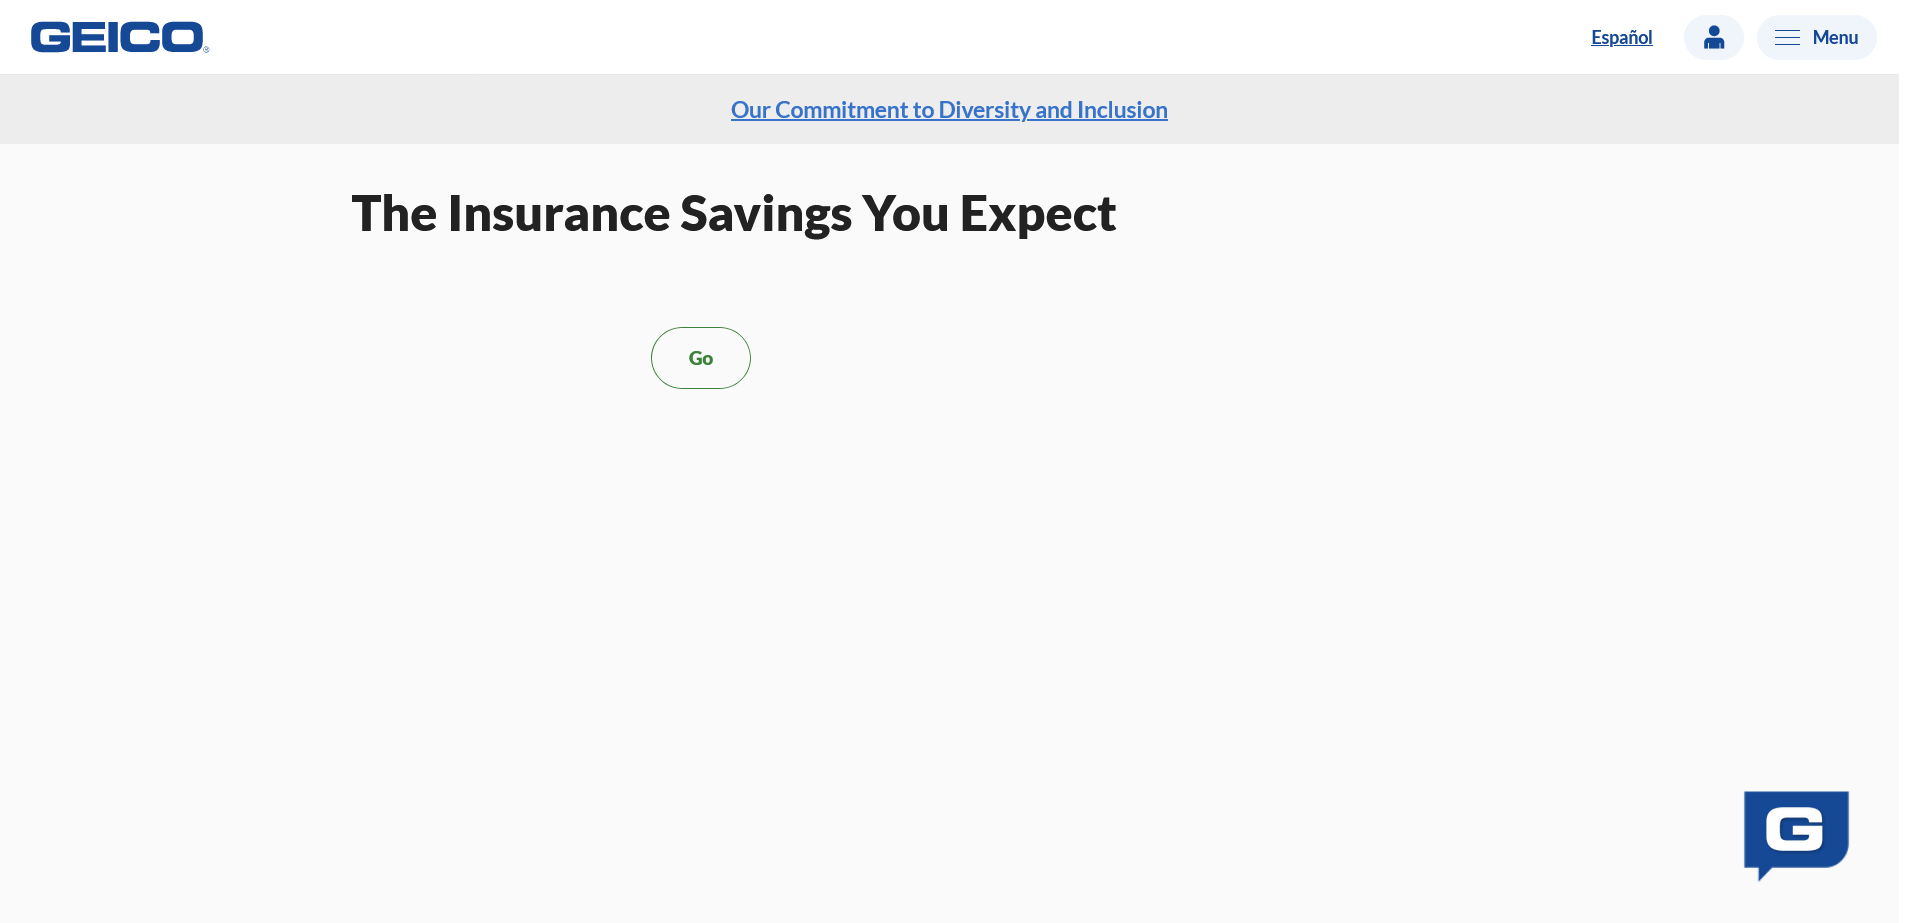 GEICO®
Español
Menu
Our Commitment to Diversity and Inclusion
The Insurance Savings You Expect
Go
G